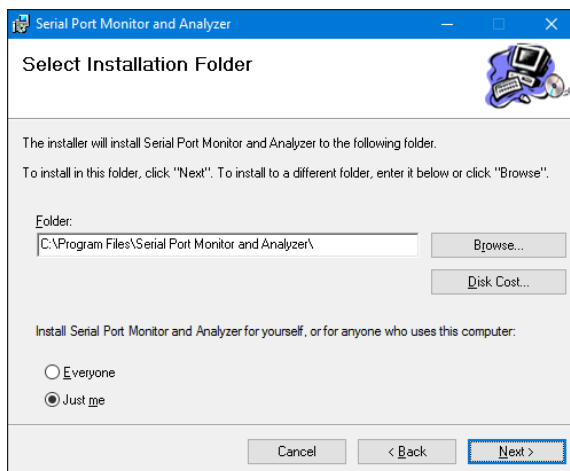 Serial Port Monitor and Analyzer
Select Installation Folder
The installer will install Serial Port Monitor and Analyzer to the following folder.
To install in this folder, click "Next". To install to a different folder, enter it below or click "Browse".
Folder:
C:\Program Files\Serial Port Monitor and Analyzer\
Browse...
Disk Cost...
Install Serial Port Monitor and Analyzer for yourself, or for anyone who uses this computer:
Everyone
Just me
Cancel
< Back
Next >